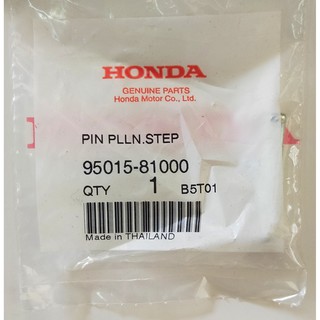 HONDA
GENUINE PARTS
Honda Motor Co., Ltd.
PIN PLLN.STEP
95015-81000
QTY 1 B5T01
Made in THAILAND